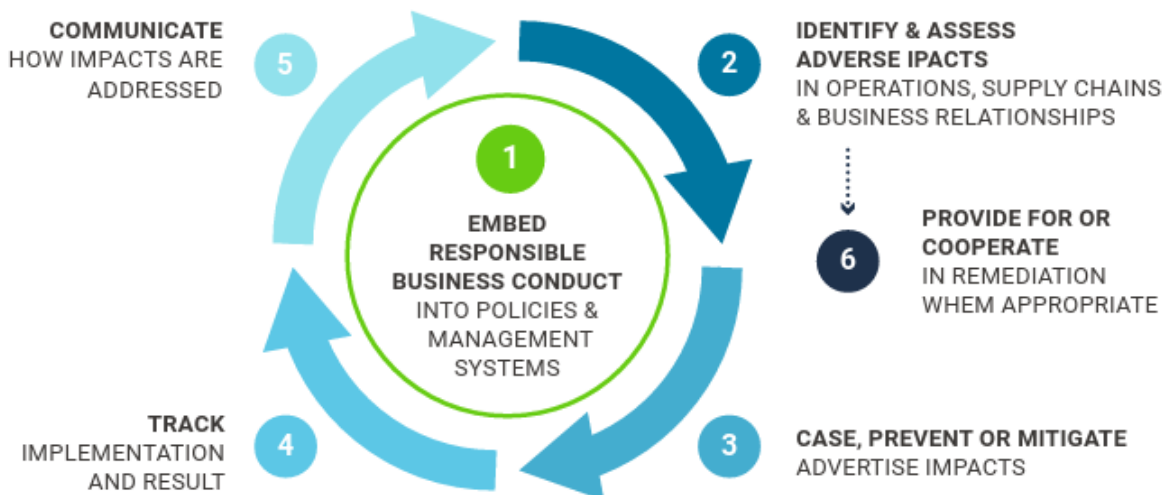 COMMUNICATE
HOW IMPACTS ARE
ADDRESSED
5
2
IDENTIFY & ASSESS
ADVERSE IPACTS
IN OPERATIONS, SUPPLY CHAINS
& BUSINESS RELATIONSHIPS
1
EMBED
RESPONSIBLE
BUSINESS CONDUCT
INTO POLICIES &
MANAGEMENT
SYSTEMS
6
PROVIDE FOR OR
COOPERATE
IN REMEDIATION
WHEM APPROPRIATE
TRACK
IMPLEMENTATION
AND RESULT
4
3
CASE, PREVENT OR MITIGATE
ADVERTISE IMPACTS